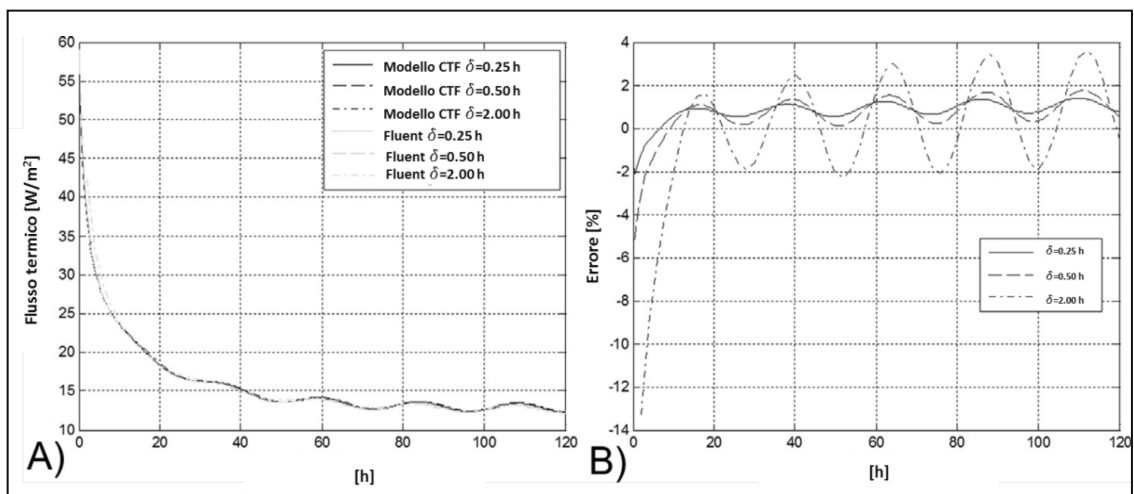 60
55
50
45
40
35
30
25
20
15
10
Flusso termico [W/m²]
Modello CTF δ=0.25 h
Modello CTF δ=0.50 h
Modello CTF δ=2.00 h
Fluent δ=0.25 h
Fluent δ=0.50 h
Fluent δ=2.00 h
0 20 40 60 80 100 120
[h]
A)
4
2
0
-2
-4
-6
-8
-10
-12
-14
Errore [%]
δ=0.25 h
δ=0.50 h
δ=2.00 h
0 20 40 60 80 100 120
[h]
B)